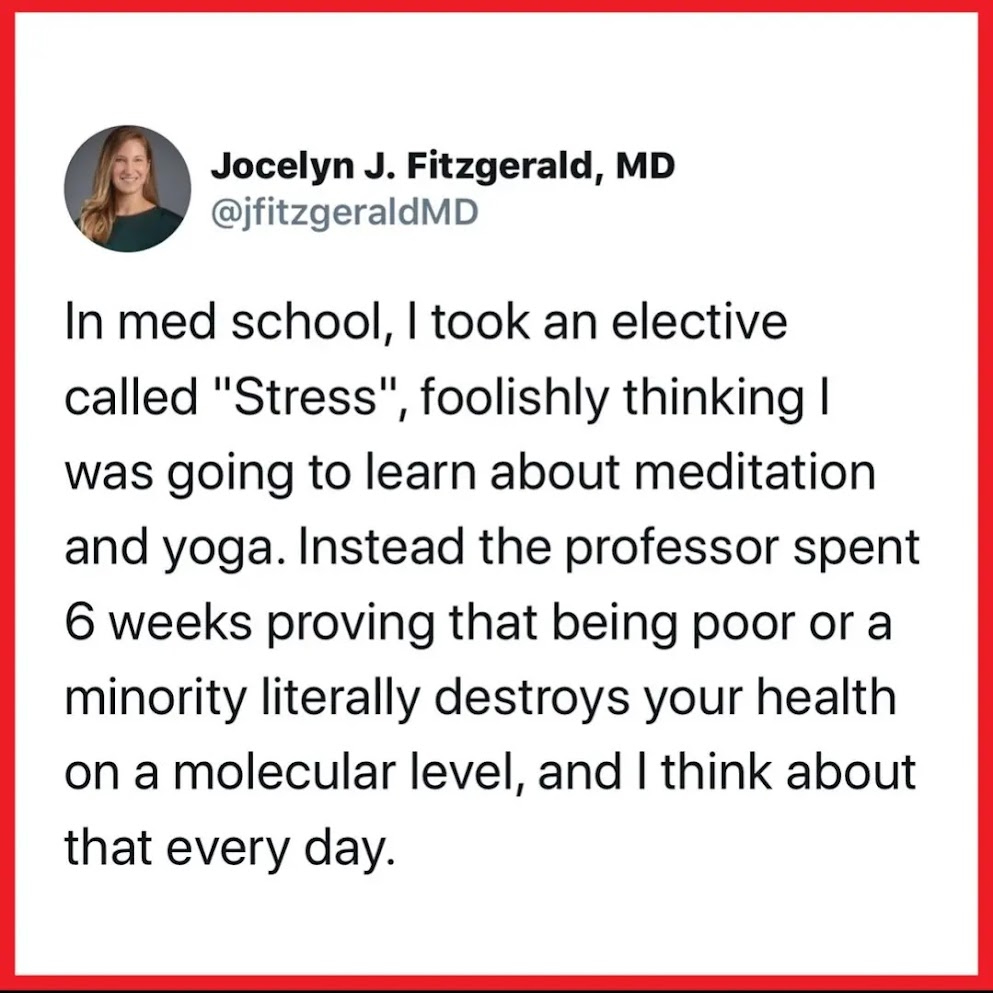 Jocelyn J. Fitzgerald, MD
@jfitzgeraldMD
In med school, I took an elective
called "Stress", foolishly thinking I
was going to learn about meditation
and yoga. Instead the professor spent
6 weeks proving that being poor or a
minority literally destroys your health
on a molecular level, and I think about
that every day.